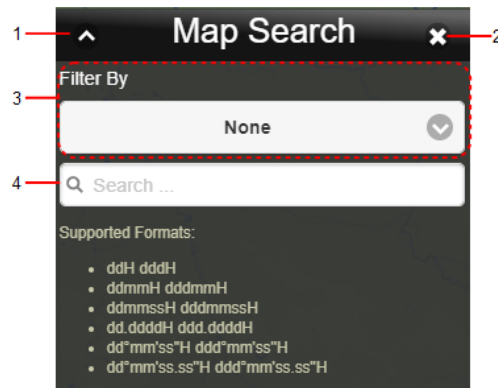 1 Map Search 2
3 Filter By
None
4 Search ...
Supported Formats:
• ddH dddH
• ddmmH dddmmH
• ddmmssH dddmmssH
• dd.ddddH ddd.ddddH
• dd°mm'ss"H ddd°mm'ss"H
• dd°mm'ss.ss"H ddd°mm'ss.ss"H